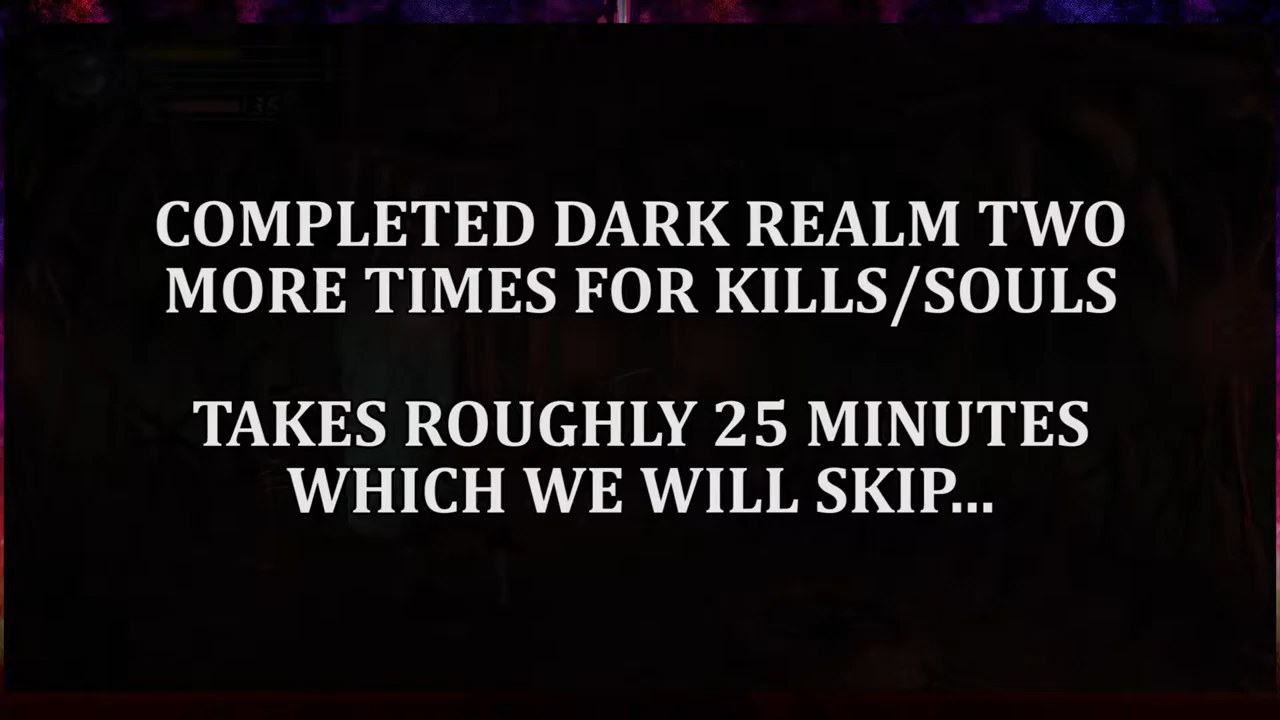 COMPLETED DARK REALM TWO
MORE TIMES FOR KILLS/SOULS
TAKES ROUGHLY 25 MINUTES
WHICH WE WILL SKIP...